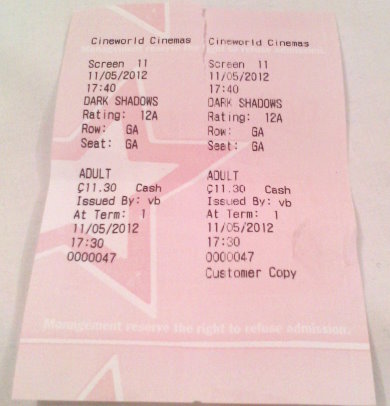 Cineworld Cinemas
Screen 11
11/05/2012
17:40
DARK SHADOWS
Rating: 12A
Row: GA
Seat: GA
ADULT
Ç11.30 Cash
Issued By: vb
At Term: 1
11/05/2012
17:30
0000047
Cineworld Cinemas
Screen 11
11/05/2012
17:40
DARK SHADOWS
Rating: 12A
Row: GA
Seat: GA
ADULT
Ç11.30 Cash
Issued By: vb
At Term: 1
11/05/2012
17:30
0000047
Customer Copy
Management reserve the right to refuse admission.